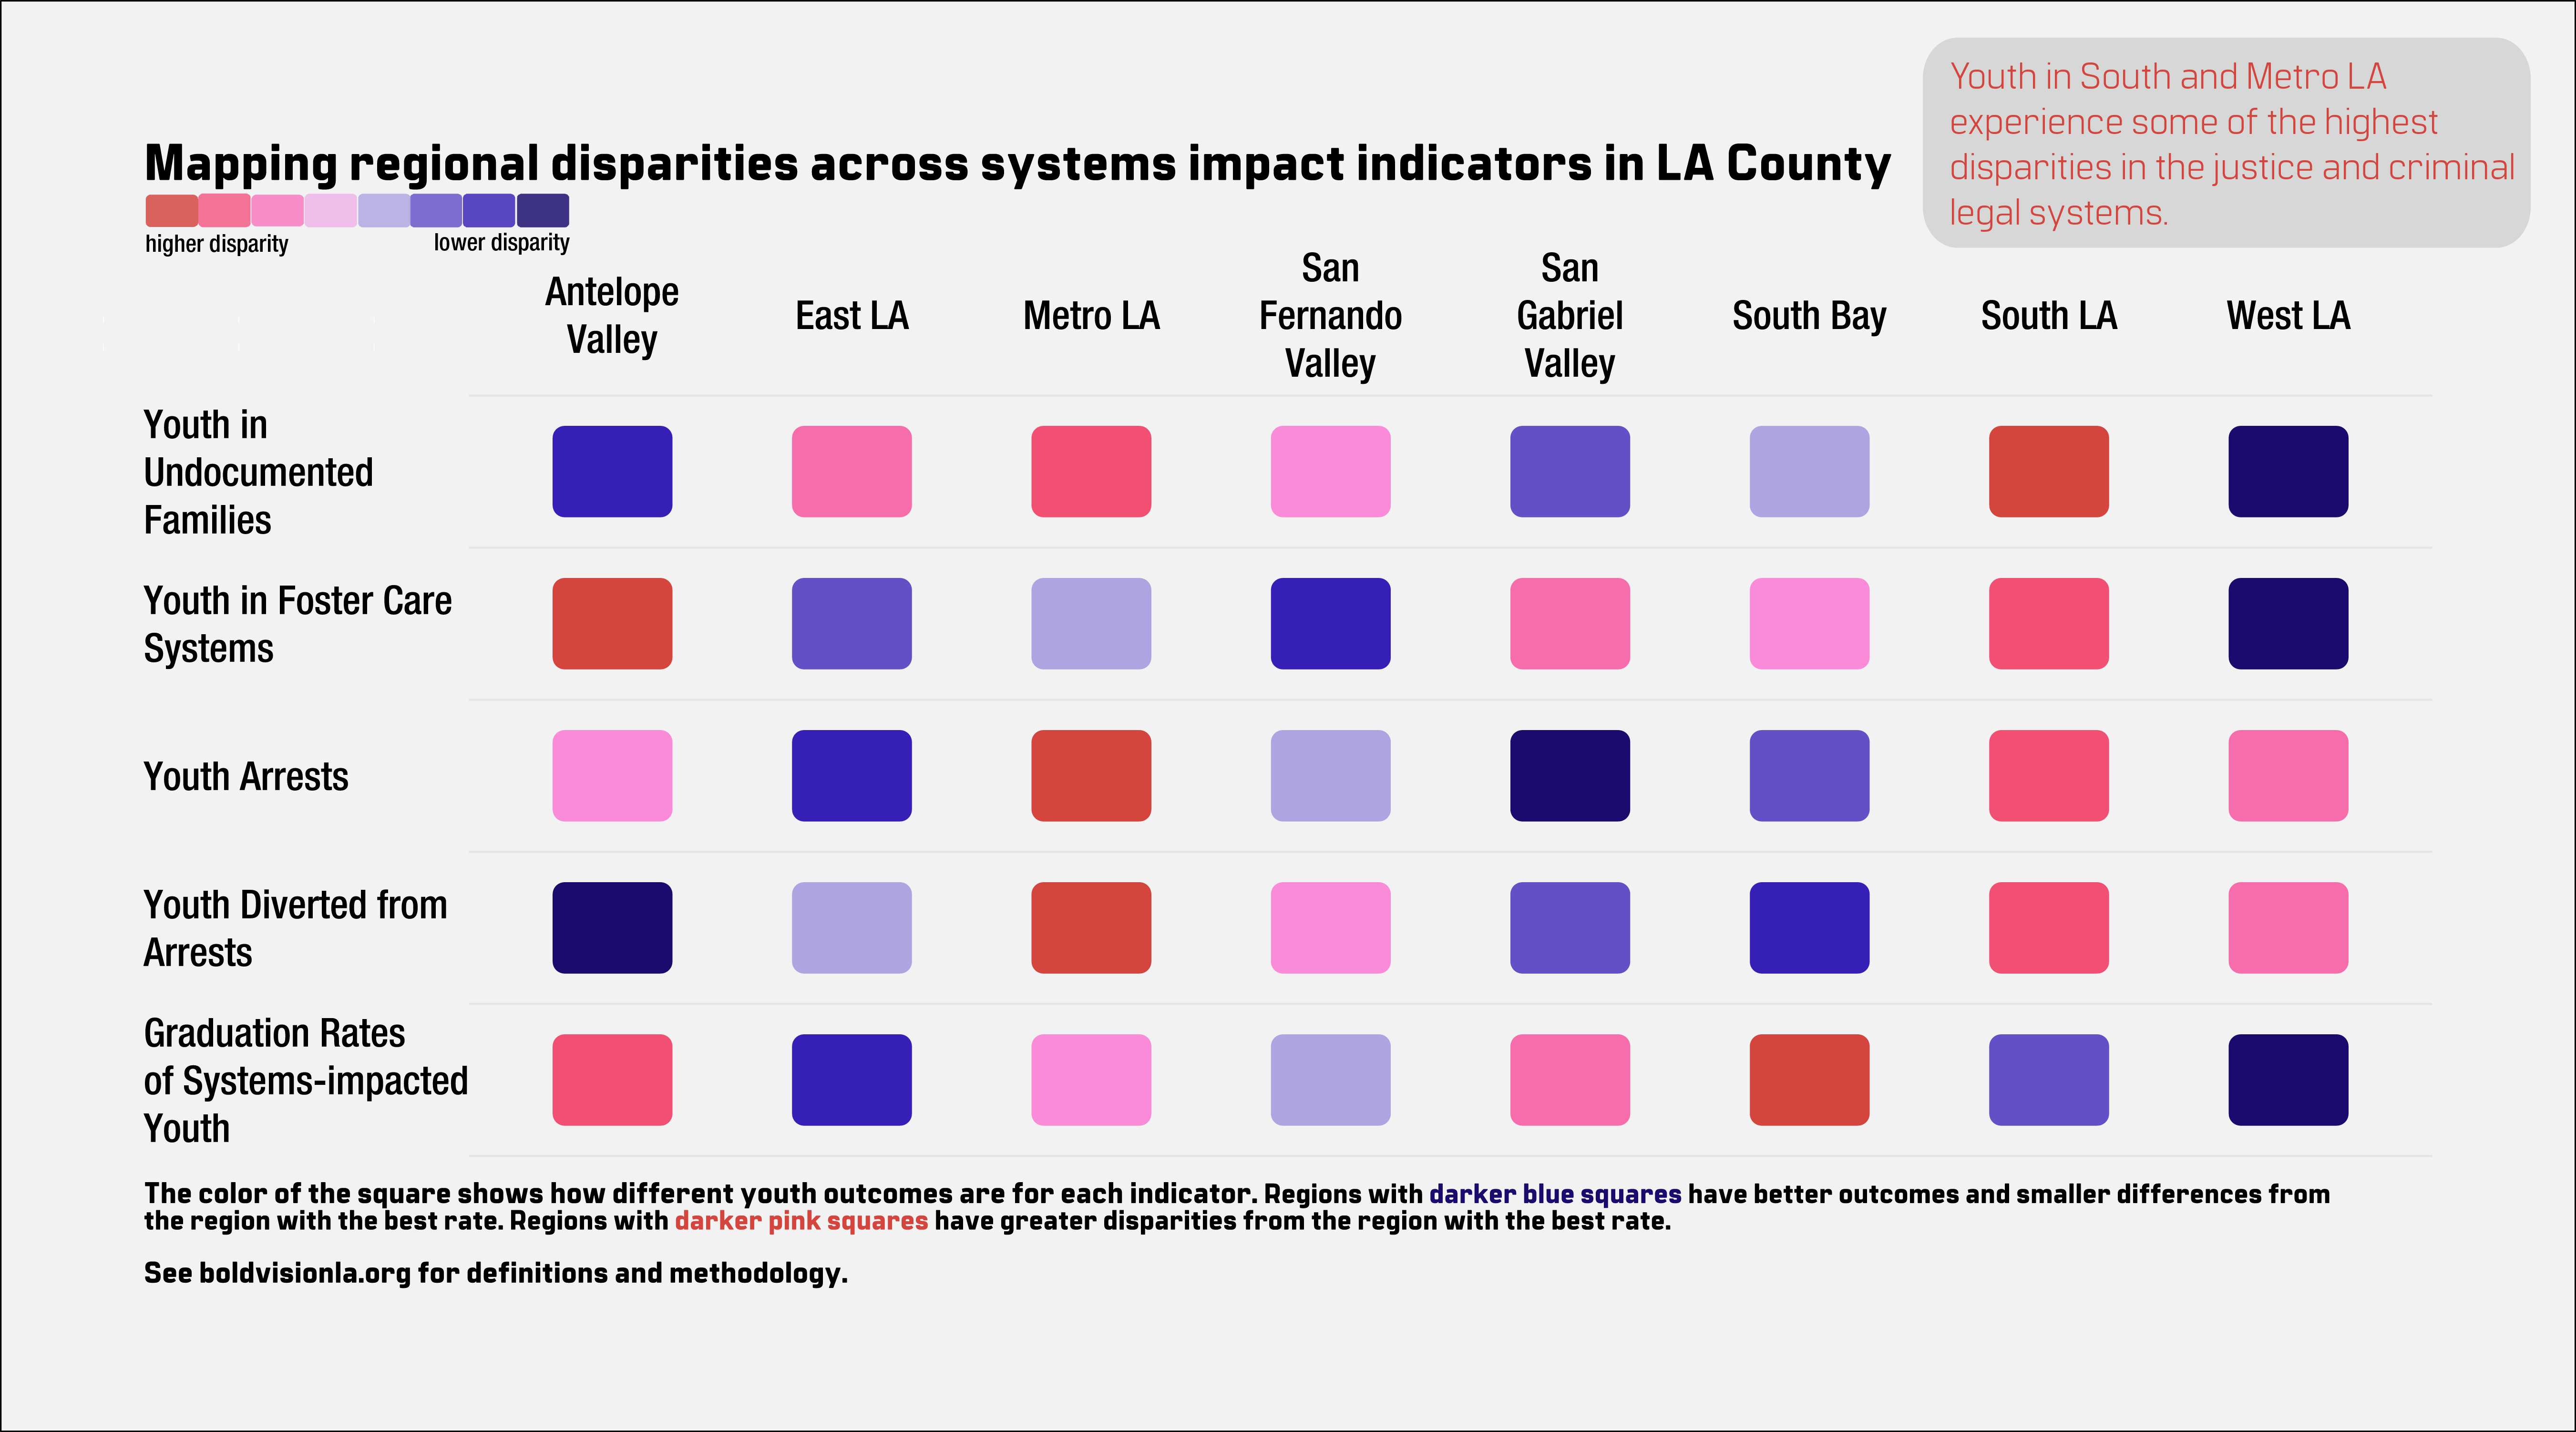 Youth in South and Metro LA
experience some of the highest
disparities in the justice and criminal
legal systems.
Mapping regional disparities across systems impact indicators in LA County
higher disparity
lower disparity
Antelope
Valley
East LA
Metro LA
San
Fernando
Valley
San
Gabriel
Valley
South Bay
South LA
West LA
Youth in
Undocumented
Families
Youth in Foster Care
Systems
Youth Arrests
Youth Diverted from
Arrests
Graduation Rates
of Systems-impacted
Youth
The color of the square shows how different youth outcomes are for each indicator. Regions with darker blue squares have better outcomes and smaller differences from
the region with the best rate. Regions with darker pink squares have greater disparities from the region with the best rate.
See boldvisionla.org for definitions and methodology.